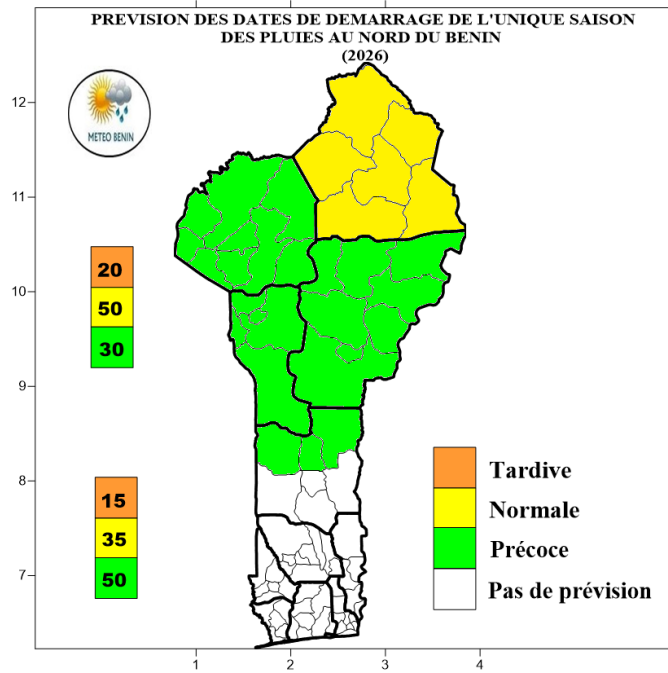 PREVISION DES DATES DE DEMARRAGE DE L'UNIQUE SAISON
DES PLUIES AU NORD DU BENIN
(2026)
METEO BENIN
12
11
10
9
8
7
20
50
30
15
35
50
Tardive
Normale
Précoce
Pas de prévision
1
2
3
4